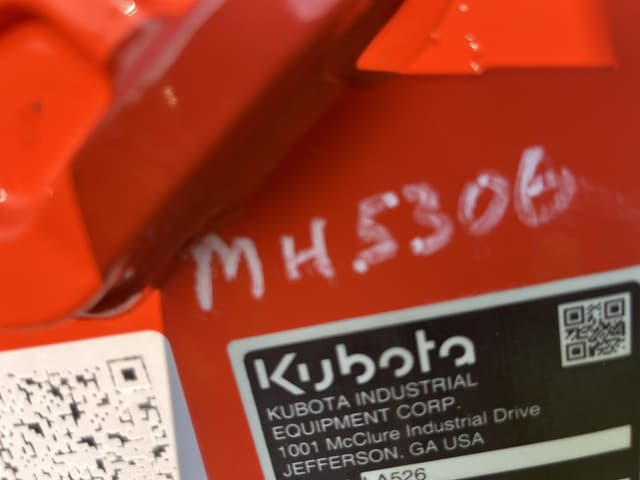 MH5306
Kubota
KUBOTA INDUSTRIAL
EQUIPMENT CORP.
1001 McClure Industrial Drive
JEFFERSON, GA USA
LA526